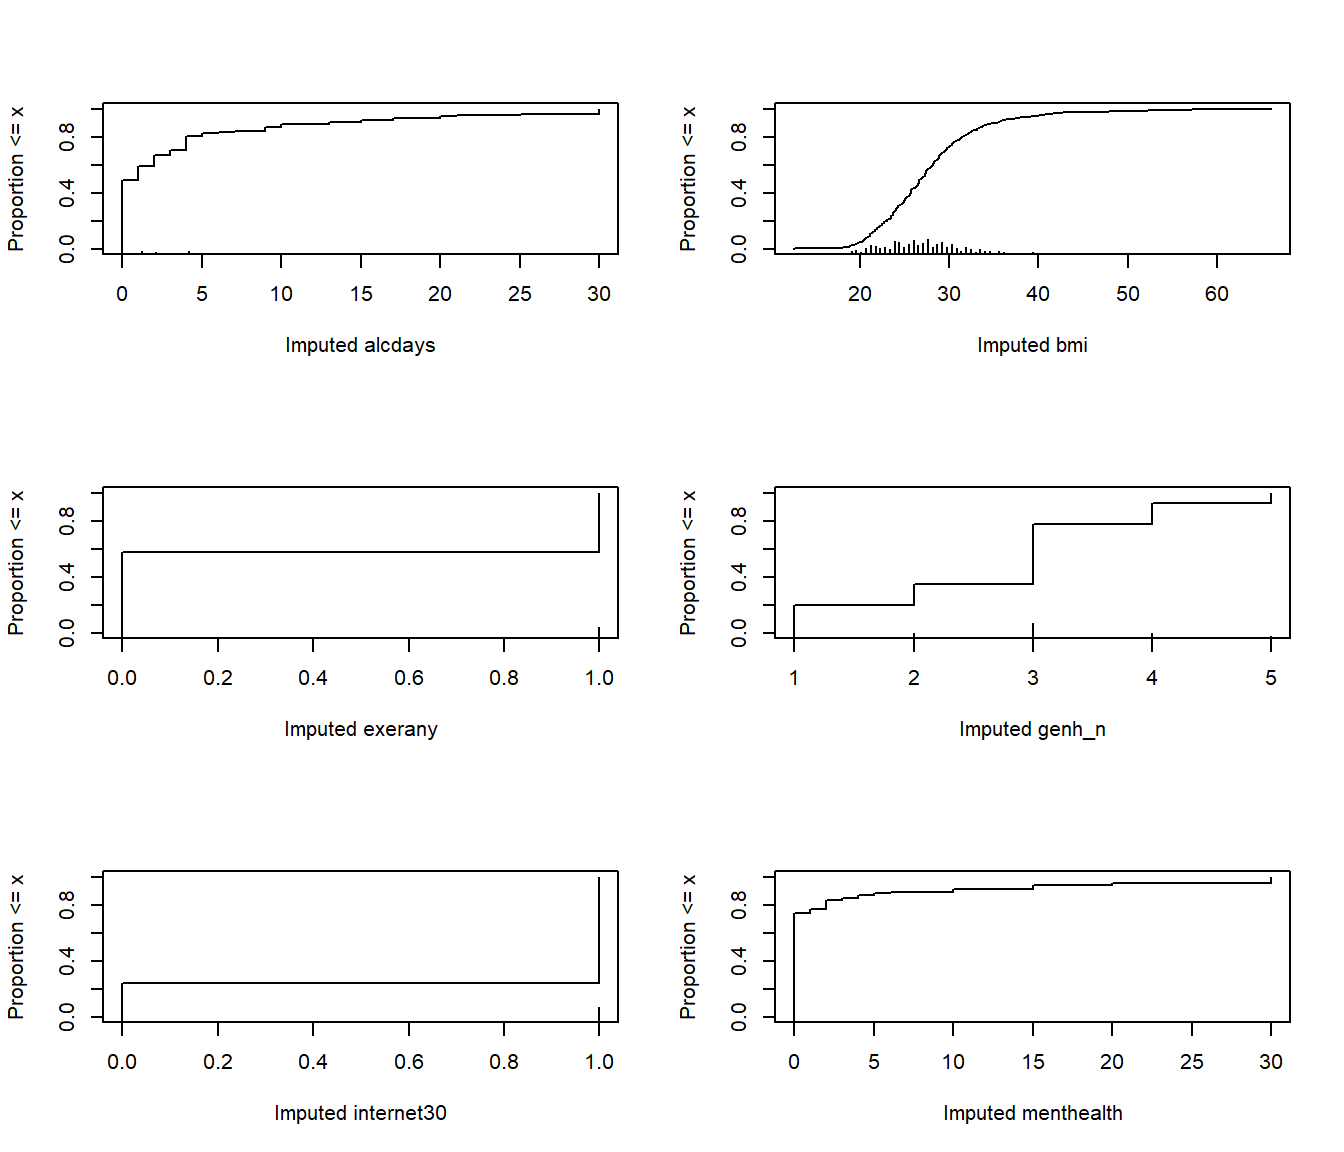 Proportion <= x
0.0 0.4 0.8
0 5 10 15 20 25 30
Imputed alcdays
Proportion <= x
0.0 0.4 0.8
20 30 40 50 60
Imputed bmi
Proportion <= x
0.0 0.4 0.8
0.0 0.2 0.4 0.6 0.8 1.0
Imputed exerany
Proportion <= x
0.0 0.4 0.8
1 2 3 4 5
Imputed genh_n
Proportion <= x
0.0 0.4 0.8
0.0 0.2 0.4 0.6 0.8 1.0
Imputed internet30
Proportion <= x
0.0 0.4 0.8
0 5 10 15 20 25 30
Imputed menthealth